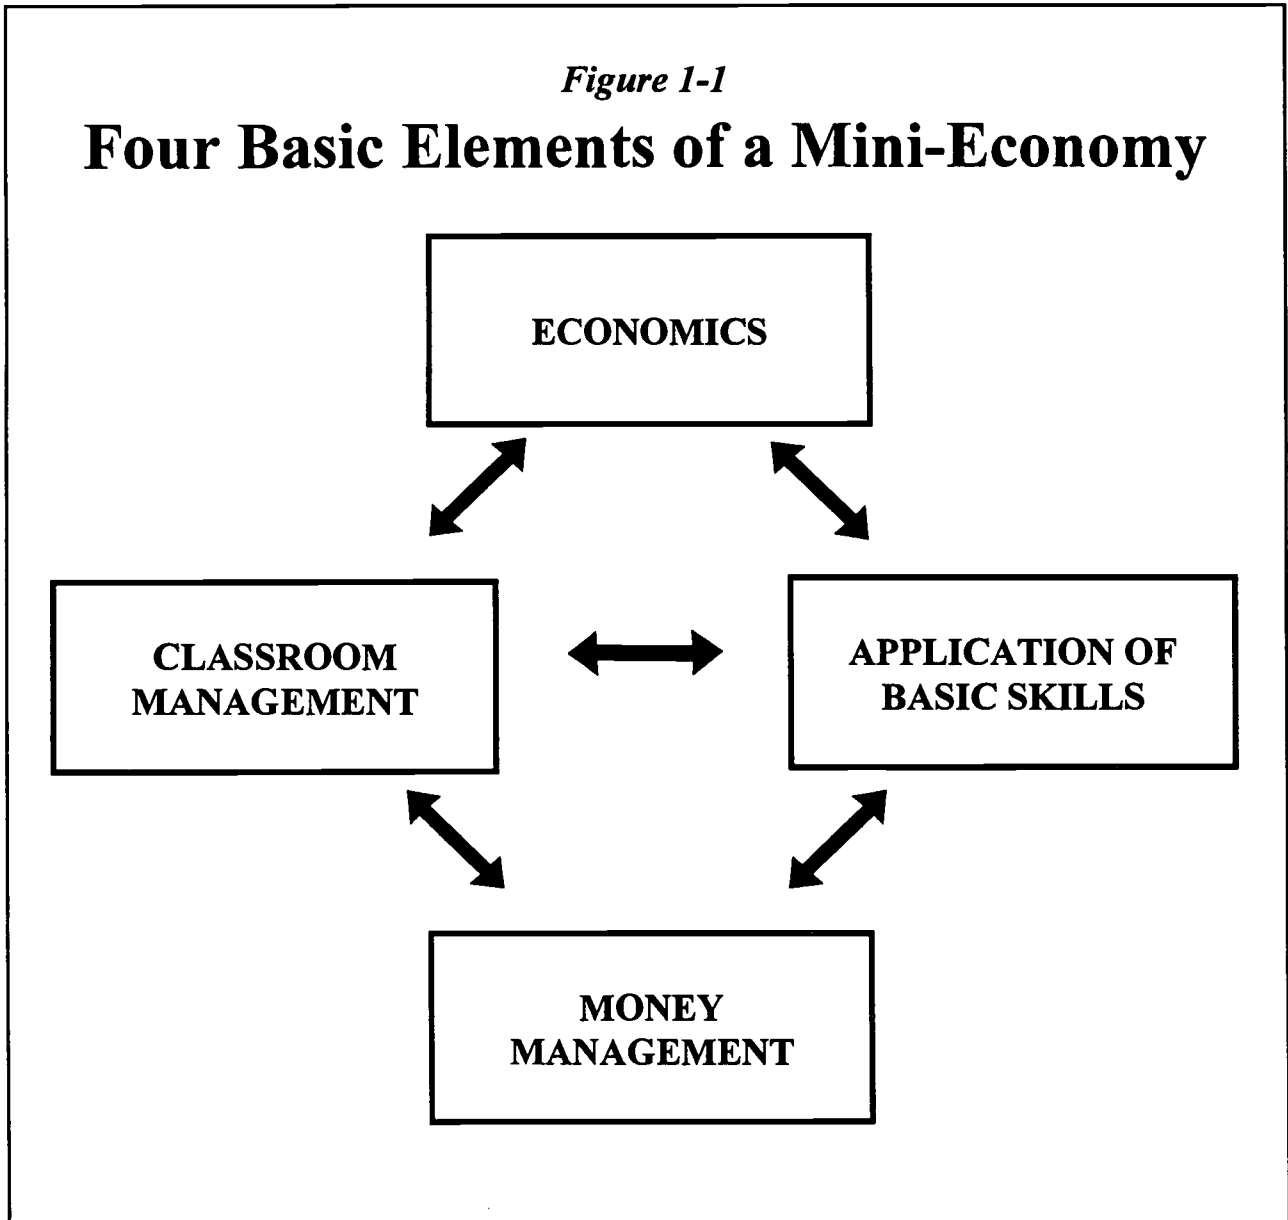 Figure 1-1
Four Basic Elements of a Mini-Economy
ECONOMICS
CLASSROOM
MANAGEMENT
APPLICATION OF
BASIC SKILLS
MONEY
MANAGEMENT